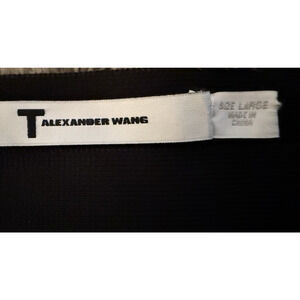 T ALEXANDER WANG
SIZE LARGE
MADE IN
CHINA